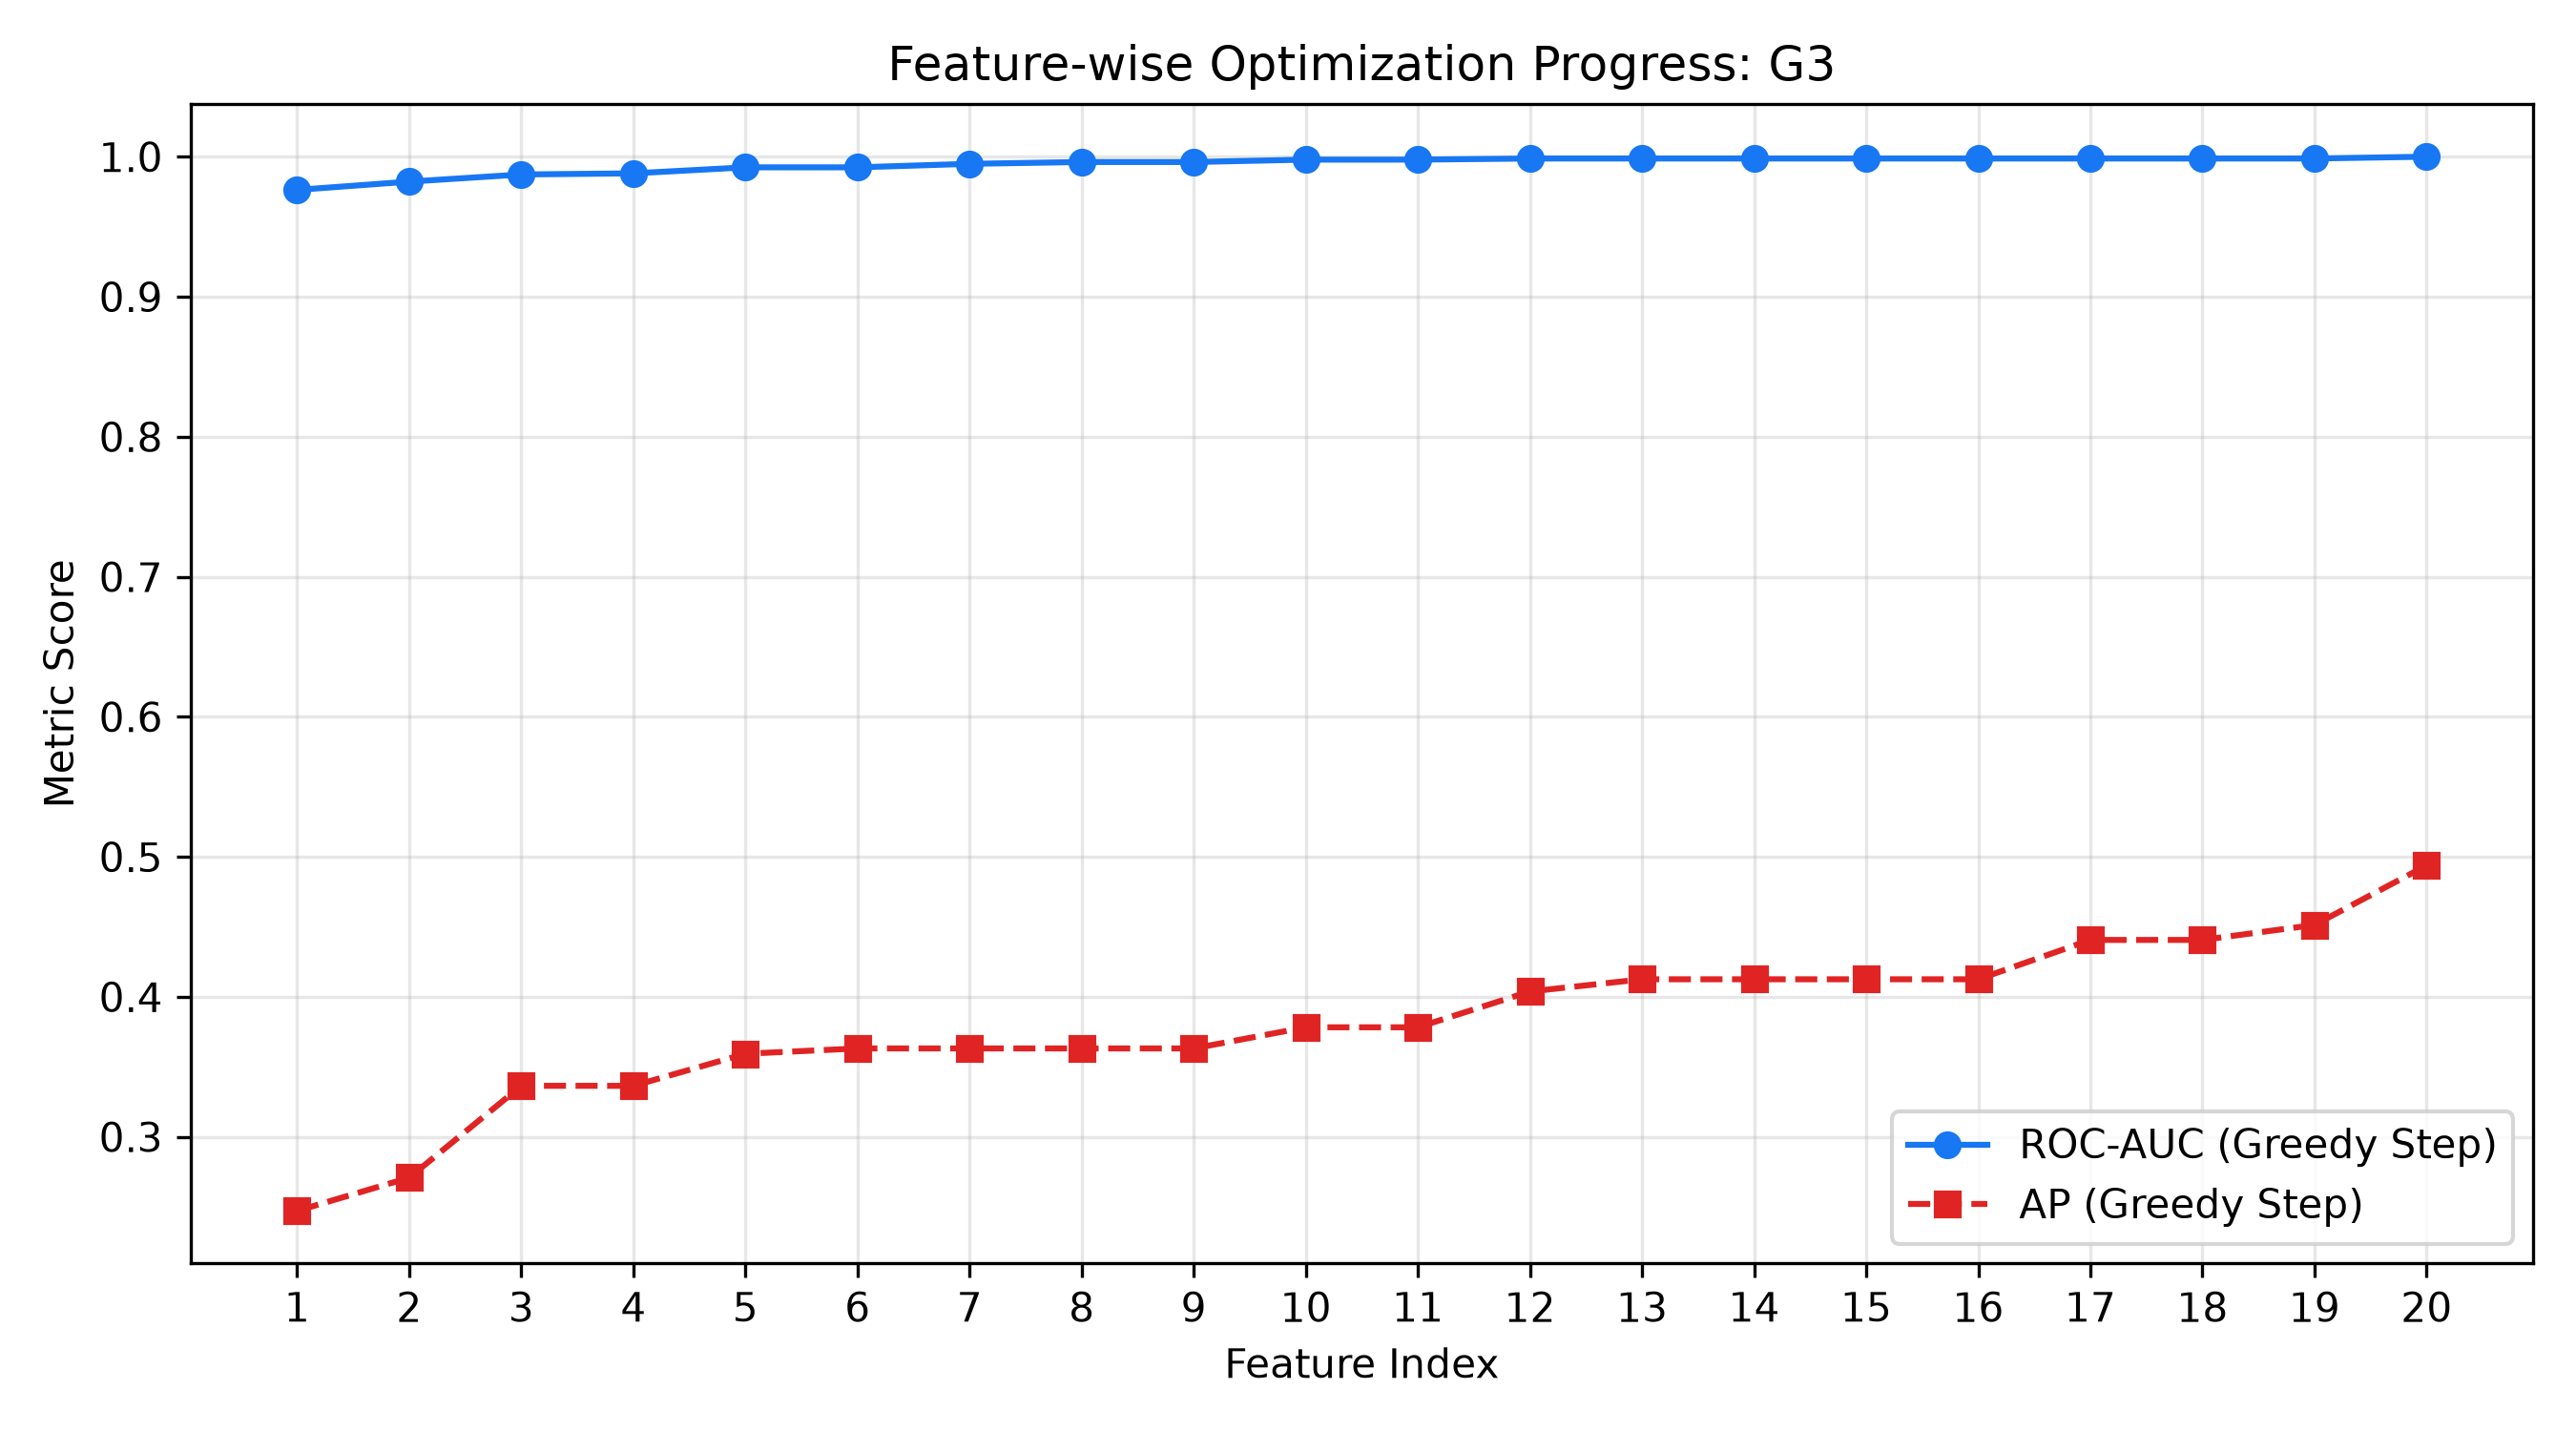 Feature-wise Optimization Progress: G3
Metric Score
1.0
0.9
0.8
0.7
0.6
0.5
0.4
0.3
ROC-AUC (Greedy Step)
AP (Greedy Step)
1 2 3 4 5 6 7 8 9 10 11 12 13 14 15 16 17 18 19 20
Feature Index